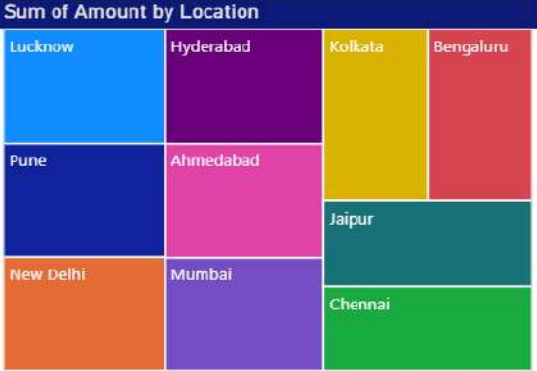 Sum of Amount by Location
Lucknow
Hyderabad
Kolkata
Bengaluru
Pune
Ahmedabad
Jaipur
New Delhi
Mumbai
Chennai